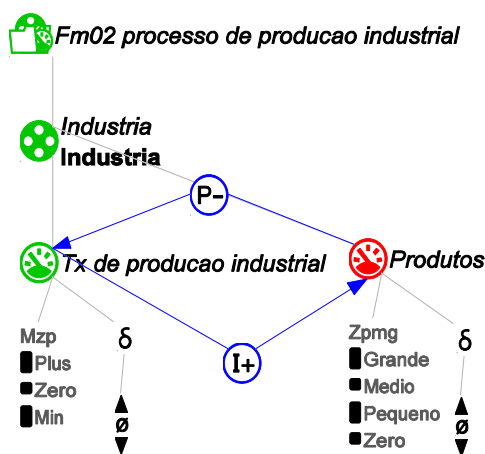 Fm02 processo de producao industrial
Industria
Industria
P-
Tx de producao industrial
Produtos
I+
Mzp
Plus
Zero
Min
δ
ø
Zpmg
Grande
Medio
Pequeno
Zero
δ
ø